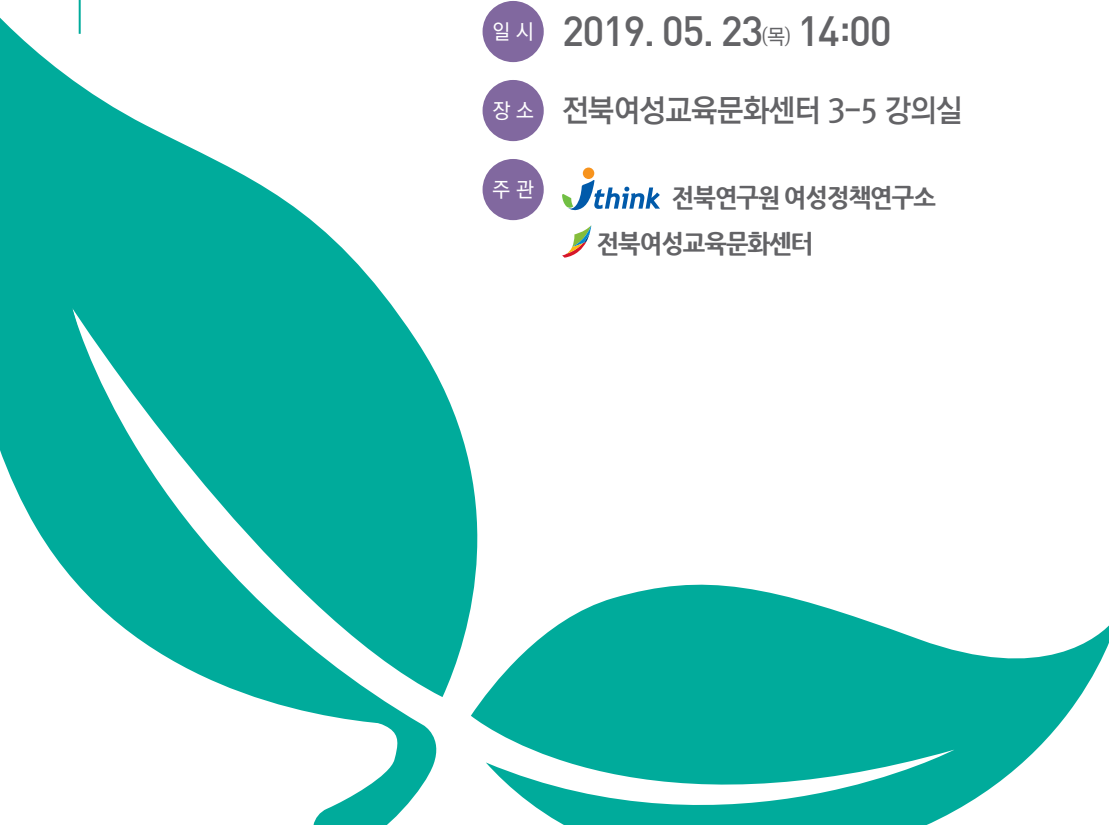 일 시 2019. 05. 23(목) 14:00
장 소 전북여성교육문화센터 3-5 강의실
주 관 jthink 전북연구원 여성정책연구소
전북여성교육문화센터